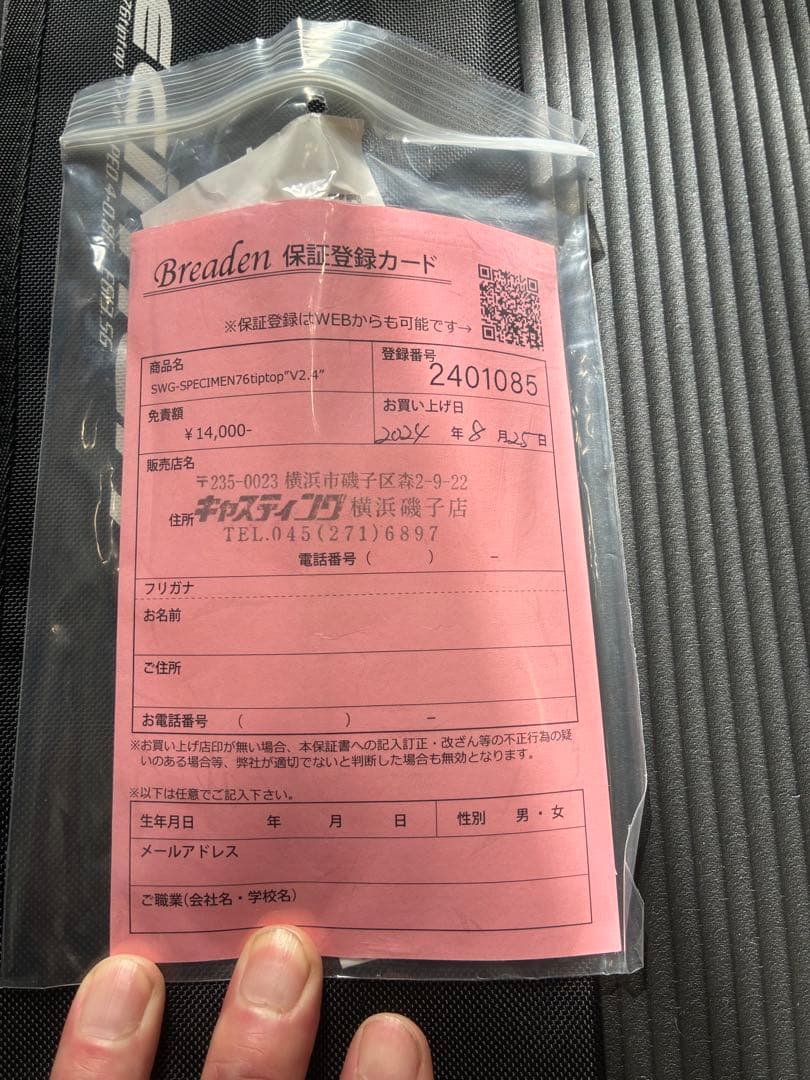 Breaden 保証登録カード
※保証登録はWEBからも可能です→
商品名
SWG-SPECIMEN76tiptop"V2.4"
登録番号
2401085
免責額
¥14,000-
お買い上げ日
2024 年 8 月 25 日
販売店名
〒235-0023 横浜市磯子区森2-9-22
住所 キャスティング 横浜磯子店
TEL.045(271)6897
電話番号( ) −
フリガナ
お名前
ご住所
お電話番号 ( ) −
※お買い上げ店印が無い場合、本保証書への記入訂正・改ざん等の不正行為の疑
いのある場合等、弊社が適切でないと判断した場合も無効となります。
※以下は任意でご記入下さい。
生年月日 年 月 日 性別 男・女
メールアドレス
ご職業(会社名・学校名)